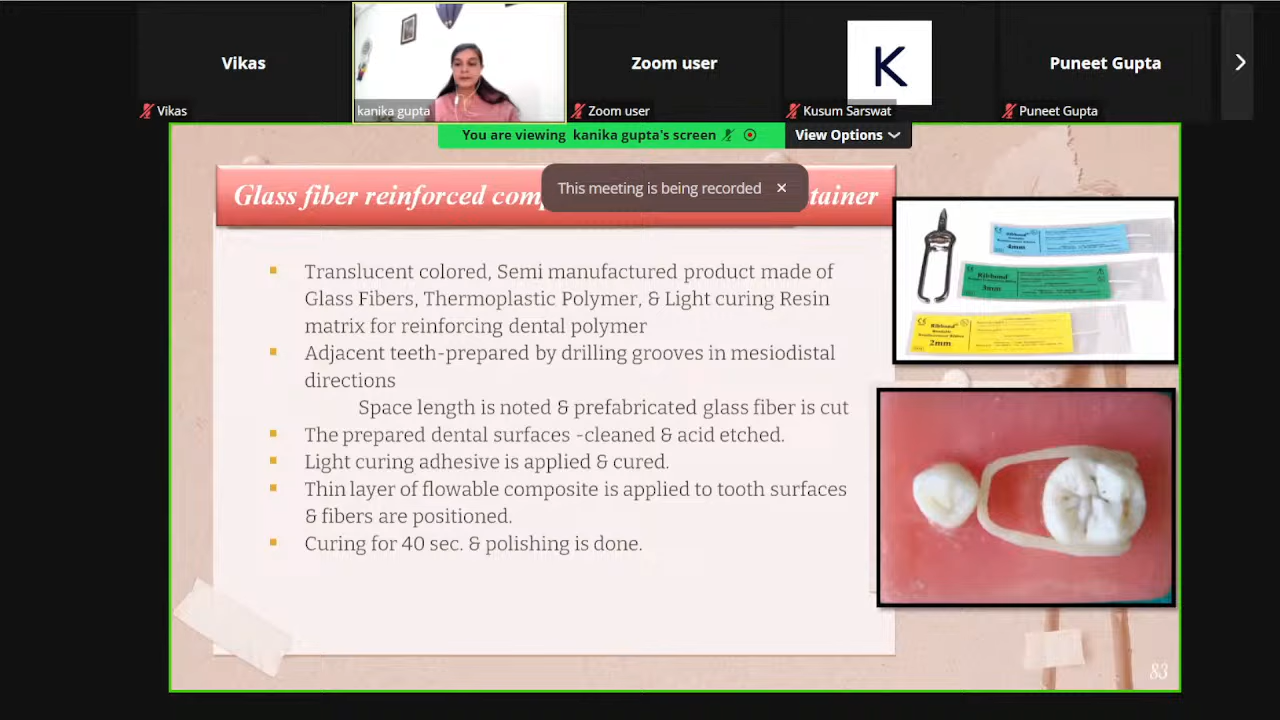 Vikas
Zoom user
K
Puneet Gupta
Vikas
kanika gupta
Zoom user
Kusum Sarswat
Puneet Gupta
You are viewing kanika gupta's screen
View Options
This meeting is being recorded
Glass fiber reinforced
tainer
Translucent colored, Semi manufactured product made of
Glass Fibers, Thermoplastic Polymer, & Light curing Resin
matrix for reinforcing dental polymer
Adjacent teeth-prepared by drilling grooves in mesiodistal
directions
Space length is noted & prefabricated glass fiber is cut
The prepared dental surfaces -cleaned & acid etched.
Light curing adhesive is applied & cured.
Thin layer of flowable composite is applied to tooth surfaces
& fibers are positioned.
Curing for 40 sec. & polishing is done.
Ribbond
4mm
Ribbond
3mm
Ribbond
2mm
83